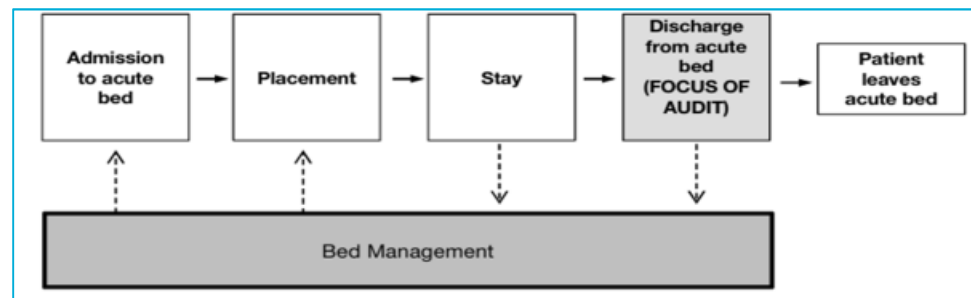 Admission
to acute
bed
Placement
Stay
Discharge
from acute
bed
(FOCUS OF
AUDIT)
Patient
leaves
acute bed
Bed Management